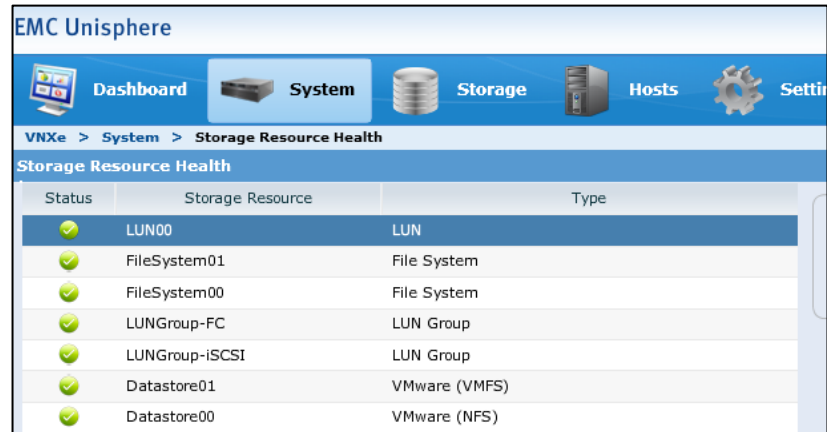 EMC Unisphere
Dashboard System Storage Hosts
VNXe > System > Storage Resource Health
Storage Resource Health
Status Storage Resource Type
LUN00 LUN
FileSystem01 File System
FileSystem00 File System
LUNGroup-FC LUN Group
LUNGroup-iSCSI LUN Group
Datastore01 VMware (VMFS)
Datastore00 VMware (NFS)